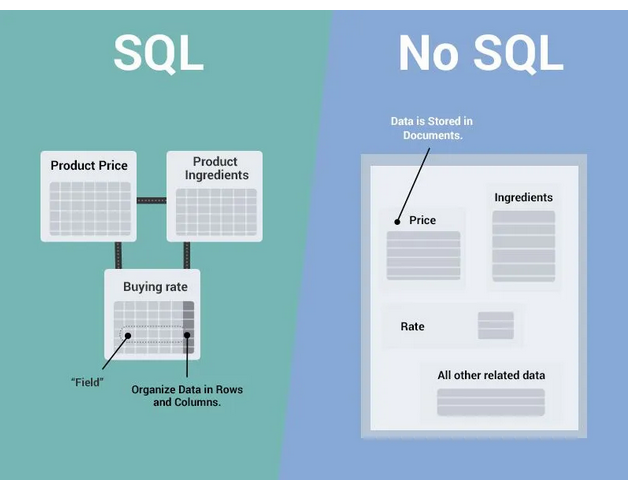 SQL
Product Price
Product
Ingredients
Buying rate
“Field”
Organize Data in Rows
and Columns.
No SQL
Data is Stored in
Documents.
Price
Ingredients
Rate
All other related data